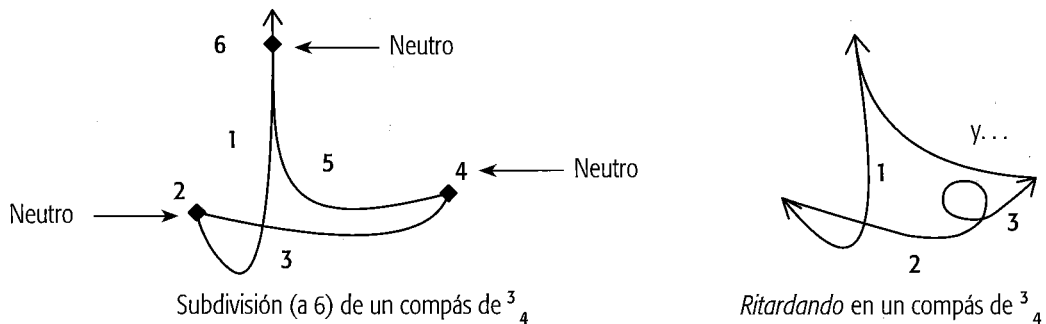 6 Neutro
y...
1
5
4 Neutro
1
2
Neutro
3
3
2
Subdivisión (a 6) de un compás de 3 4
Ritardando en un compás de 3 4